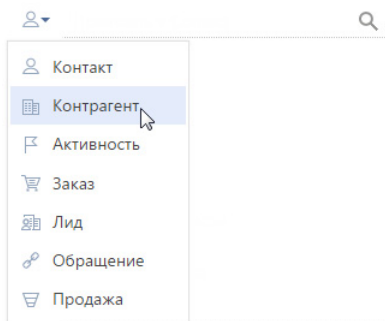 Контакт
Контрагент
Активность
Заказ
Лид
Обращение
Продажа